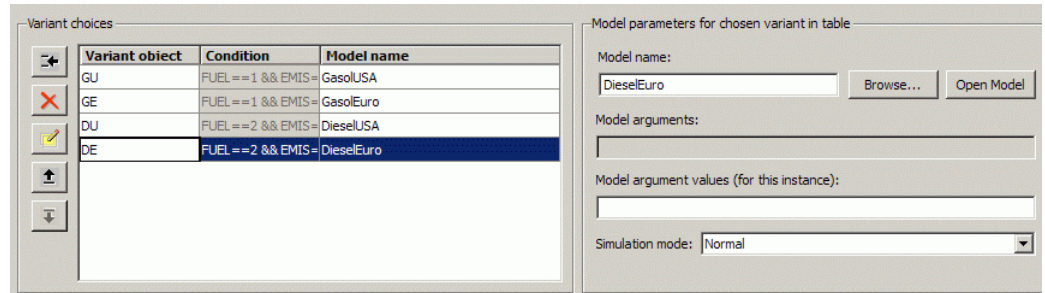 Variant choices
Variant object Condition Model name
GU FUEL==1 && EMIS= GasolUSA
GE FUEL==1 && EMIS= GasolEuro
DU FUEL==2 && EMIS= DieselUSA
DE FUEL==2 && EMIS= DieselEuro
Model parameters for chosen variant in table
Model name:
DieselEuro Browse... Open Model
Model arguments:
Model argument values (for this instance):
Simulation mode: Normal